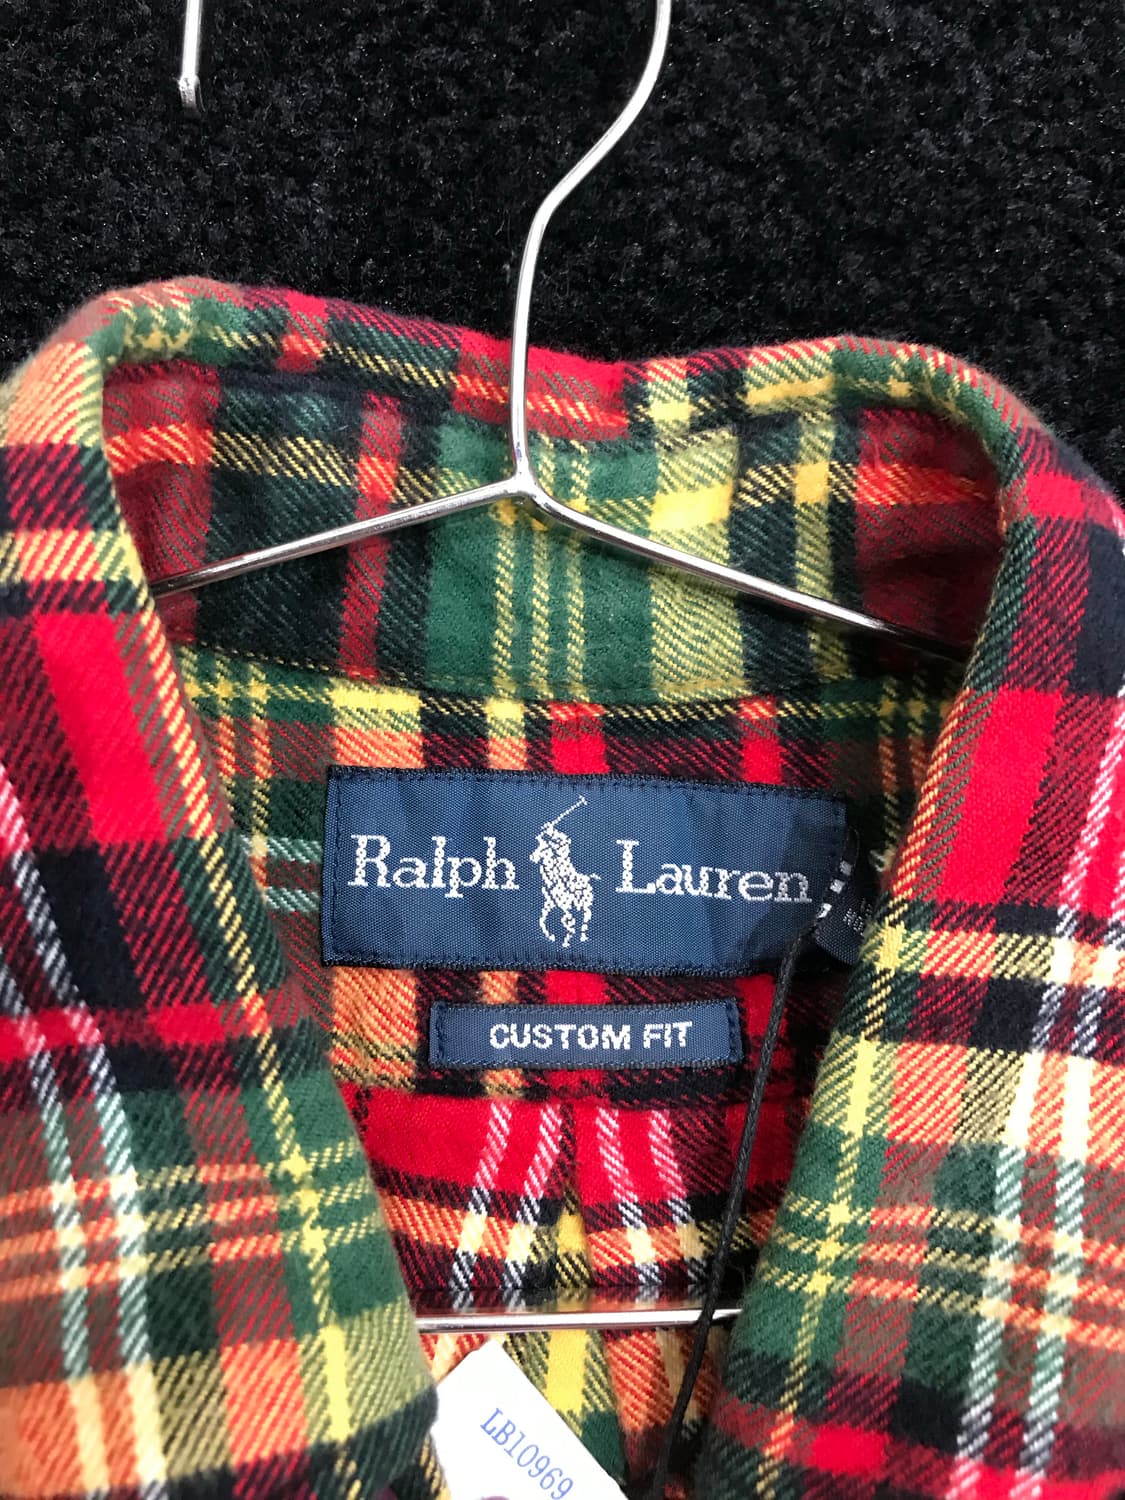 Ralph Lauren
CUSTOM FIT
LB10969